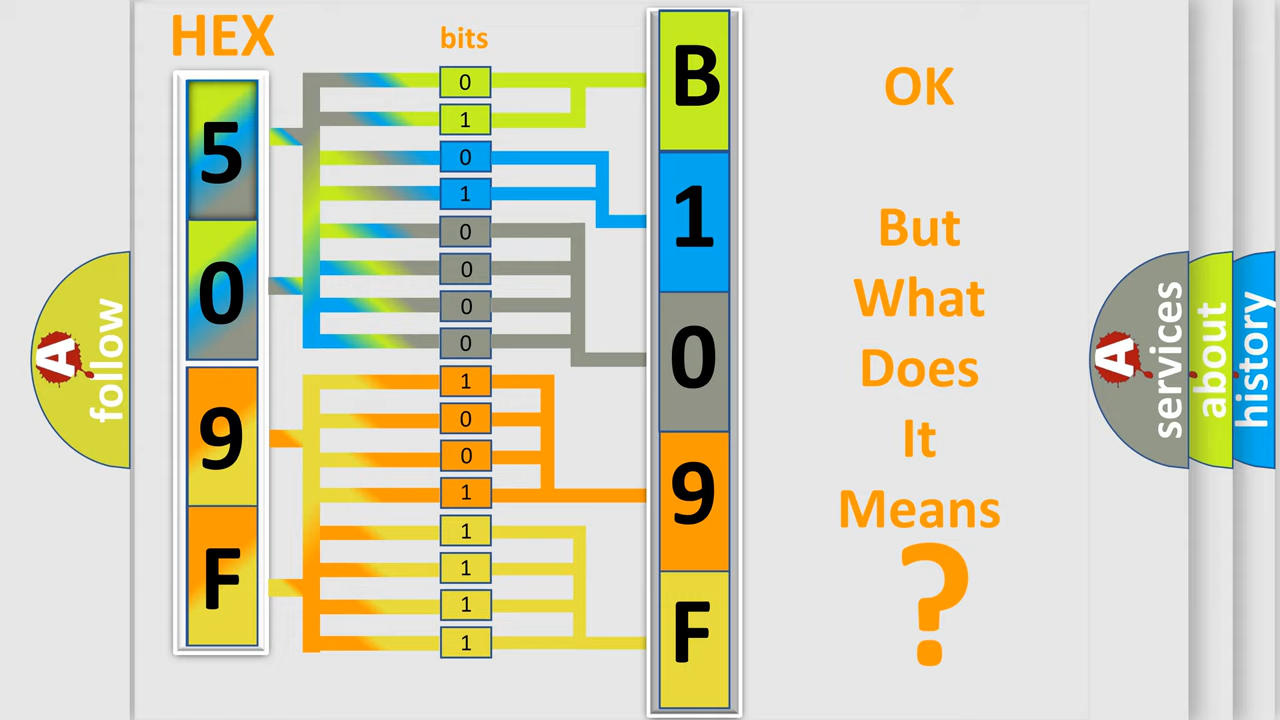 HEX
bits
5
0
9
F
0
1
0
1
0
0
0
0
1
0
0
1
1
1
1
1
B
1
0
9
F
OK
But
What
Does
It
Means
?
A
follow
A
services
about
history